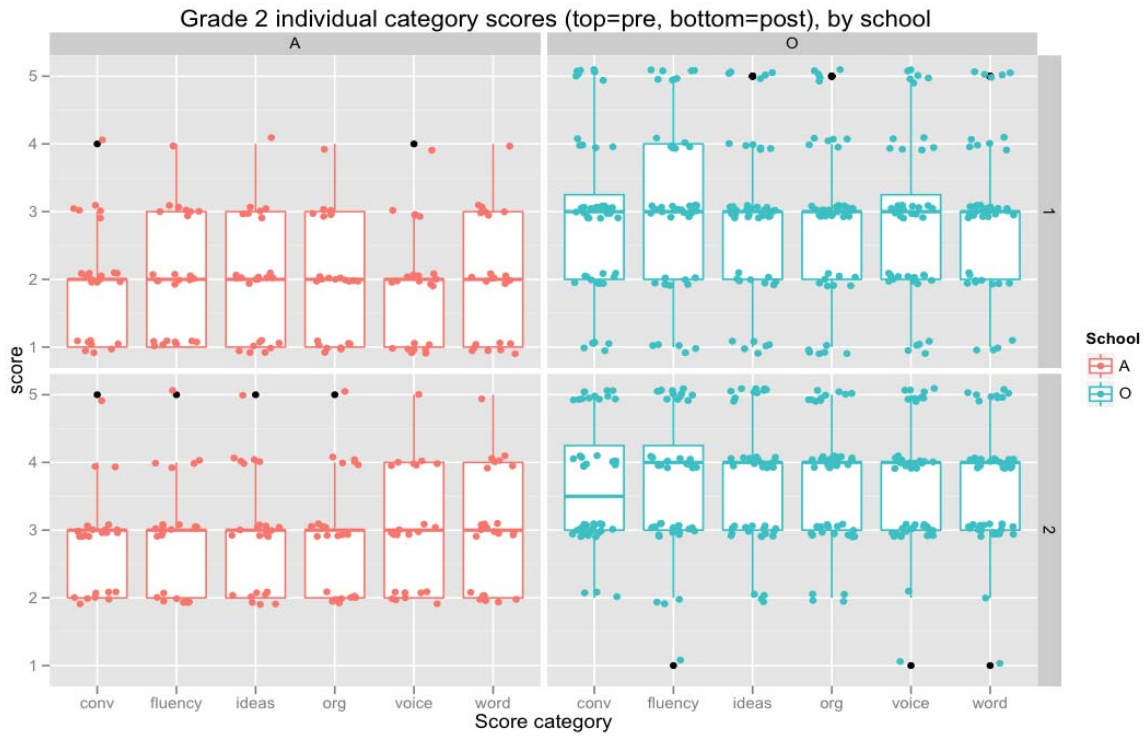 Grade 2 individual category scores (top=pre, bottom=post), by school
A
O
5
4
3
2
1
1
5
4
3
2
1
2
score
School
A
O
conv fluency ideas org voice word
conv fluency ideas org voice word
Score category